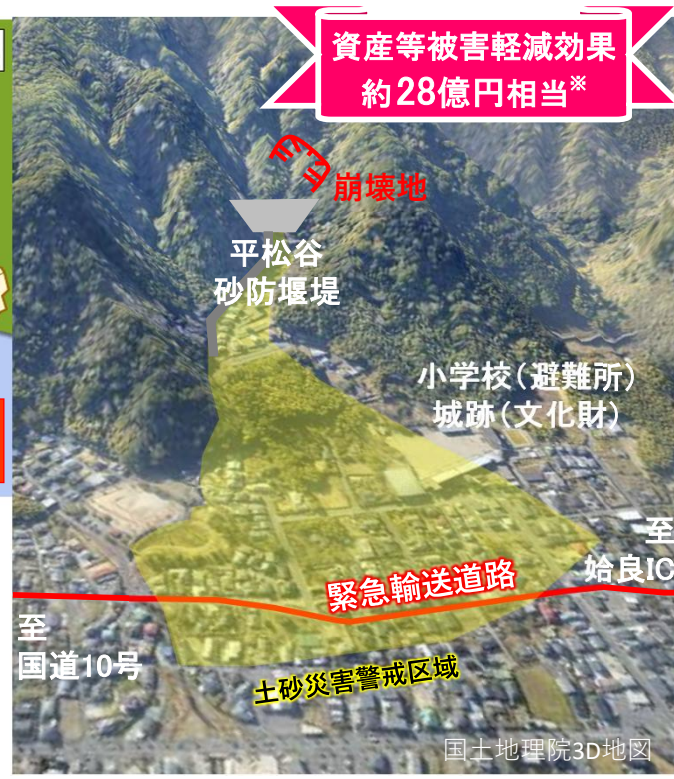 資産等被害軽減効果
約28億円相当※
崩壊地
平松谷
砂防堰堤
小学校(避難所)
城跡(文化財)
至
姶良IC
緊急輸送道路
至
国道10号
土砂災害警戒区域
国土地理院3D地図